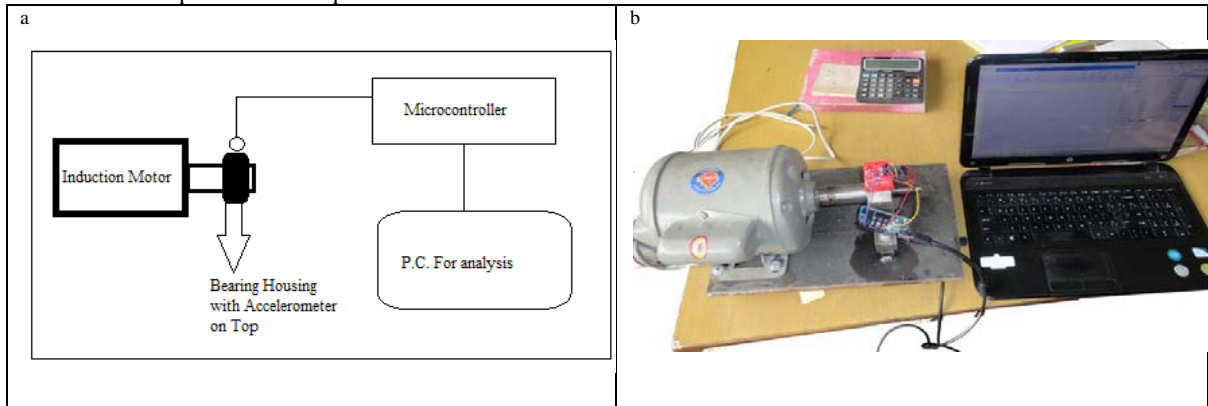 a
b
Microcontroller
Induction Motor
P.C. For analysis
Bearing Housing
with Accelerometer
on Top